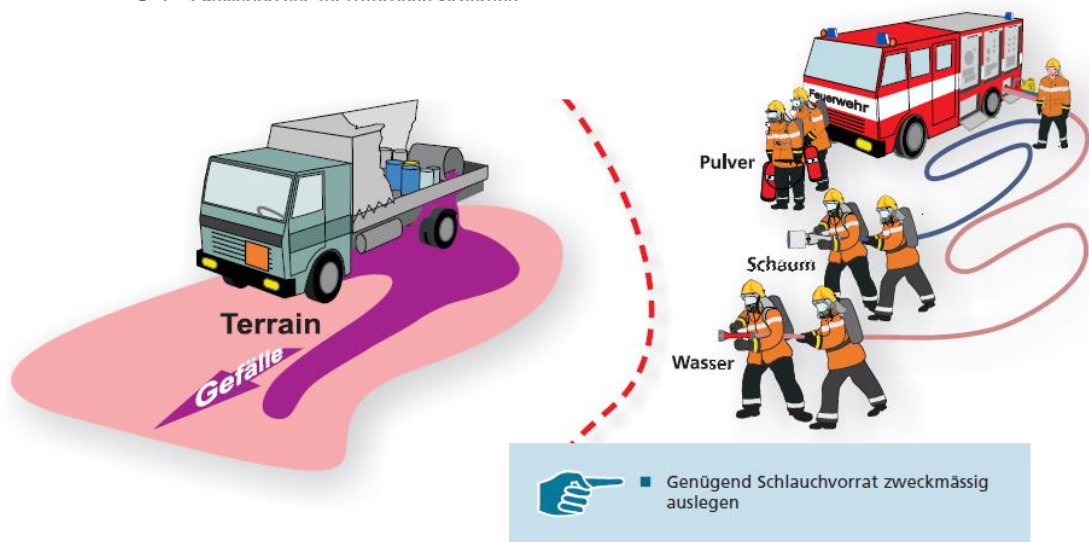 Feuerwehr
Pulver
Schaum
Terrain
Gefälle
Wasser
■ Genügend Schlauchvorrat zweckmässig
auslegen